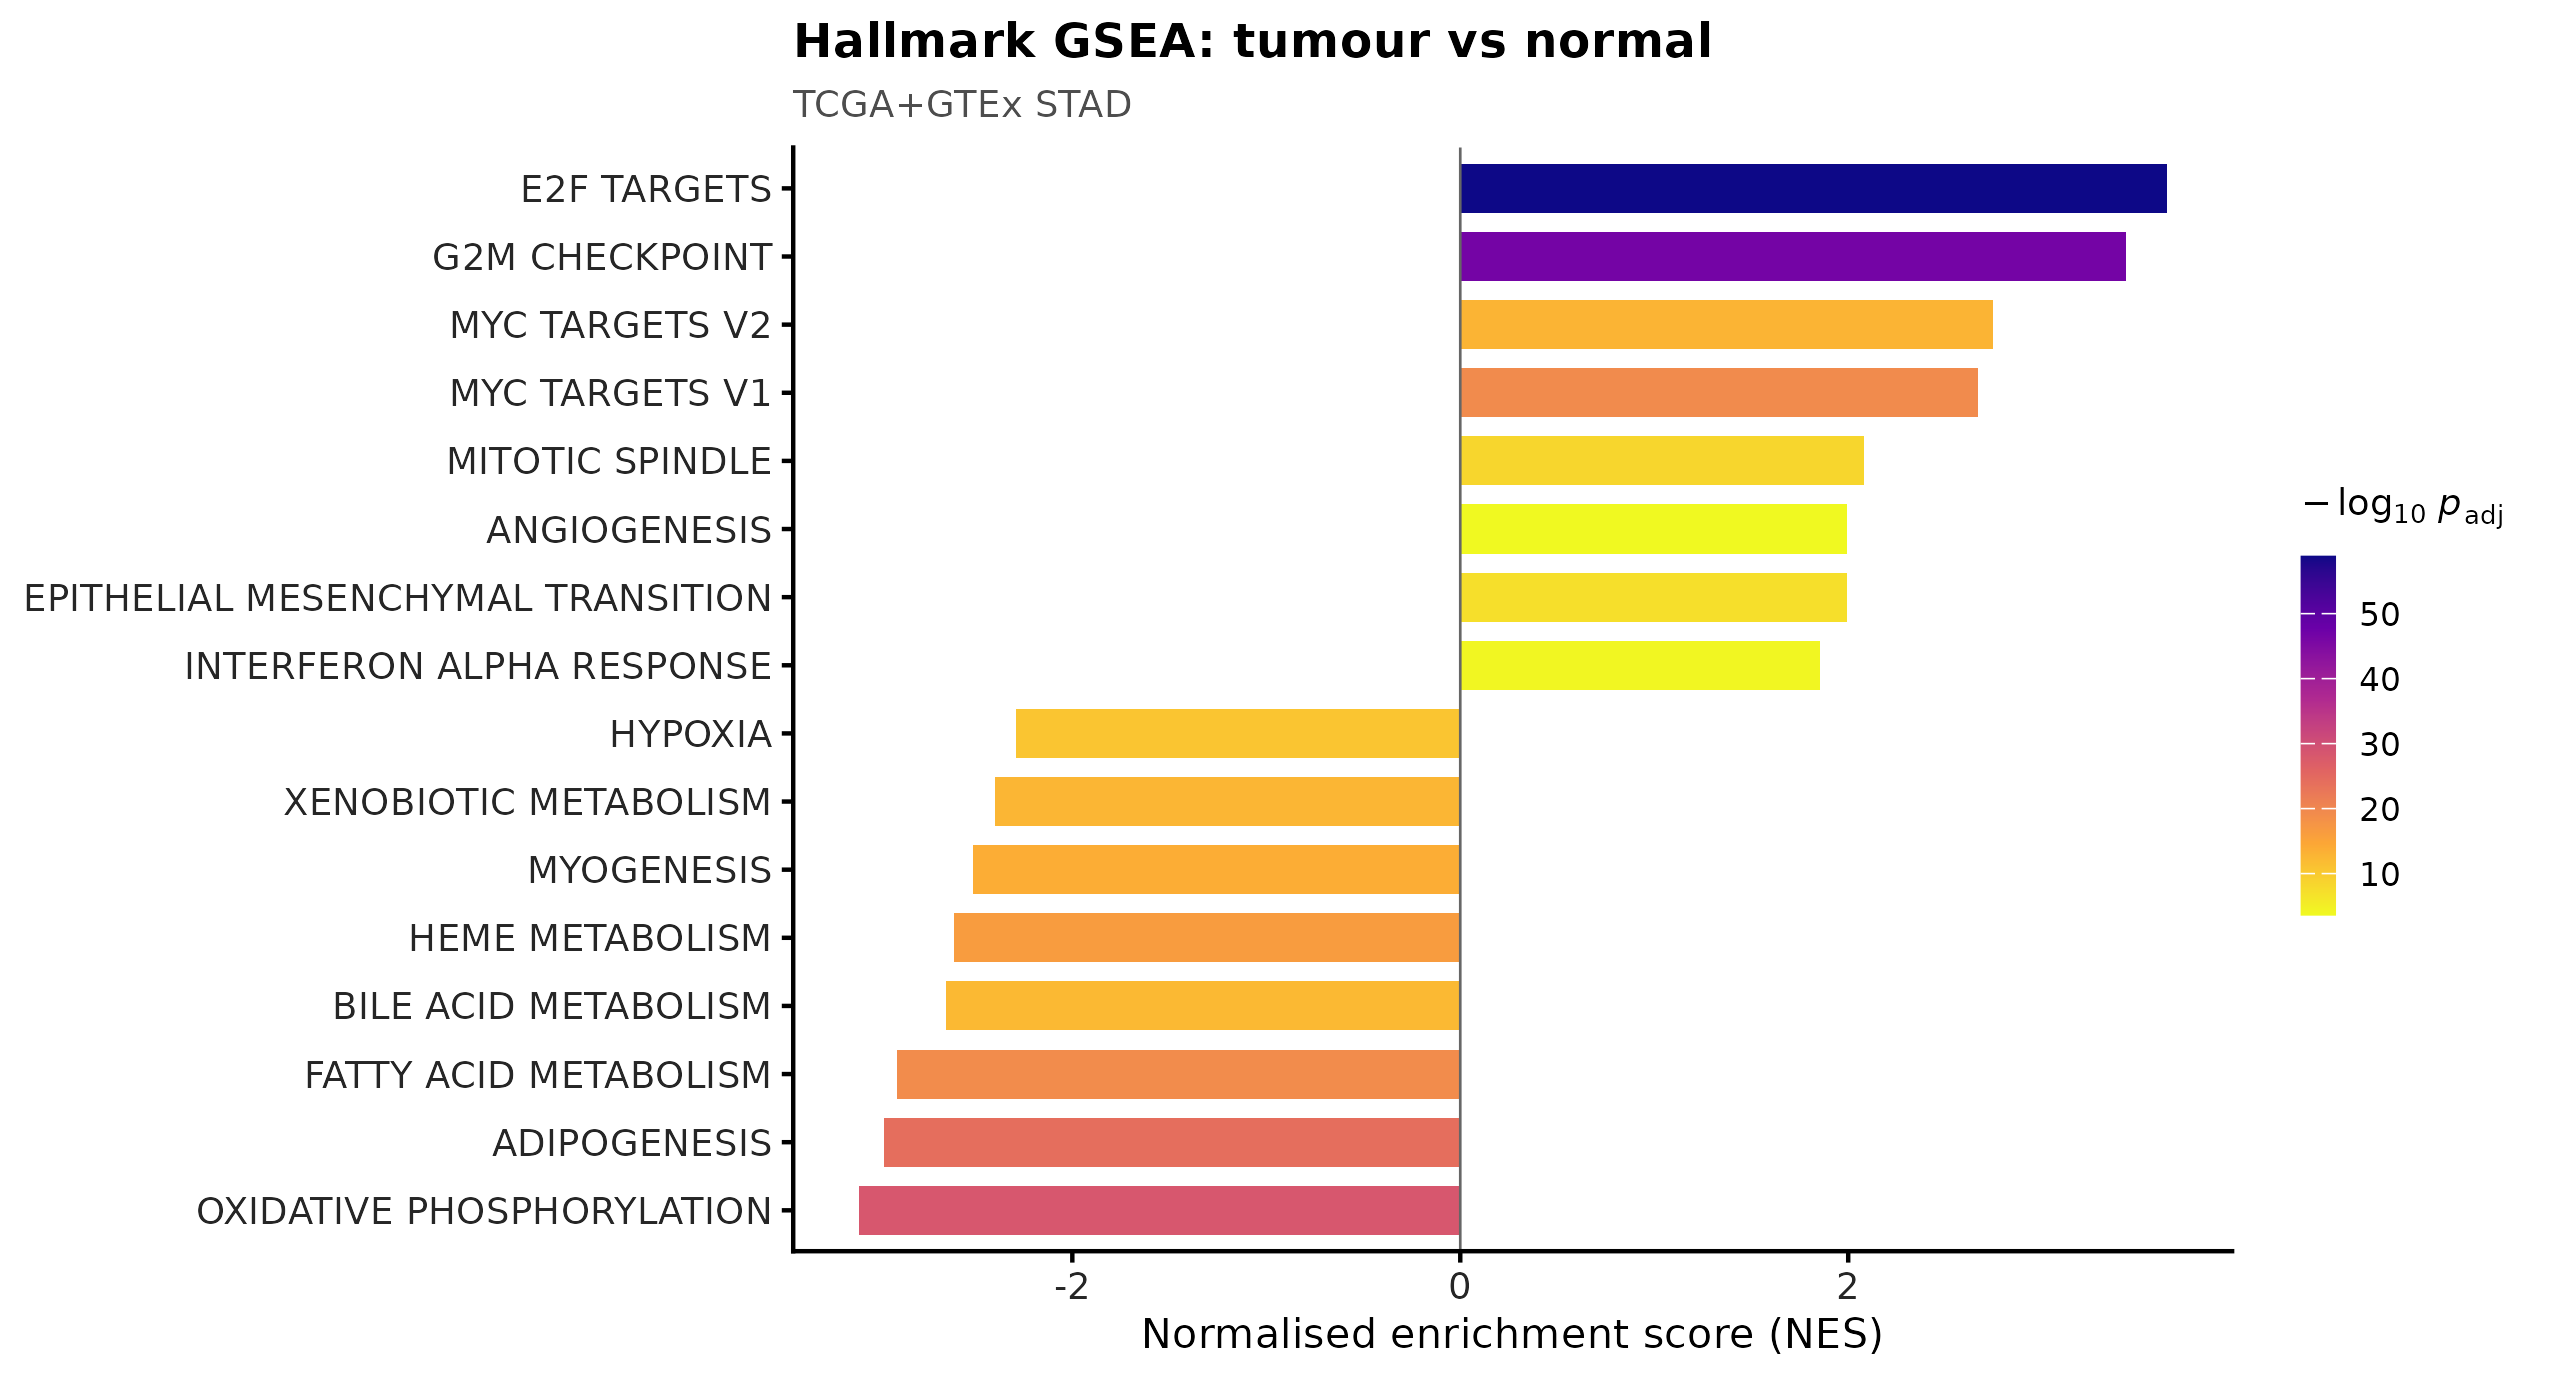 Hallmark GSEA: tumour vs normal
TCGA+GTEx STAD
E2F TARGETS
G2M CHECKPOINT
MYC TARGETS V2
MYC TARGETS V1
MITOTIC SPINDLE
ANGIOGENESIS
EPITHELIAL MESENCHYMAL TRANSITION
INTERFERON ALPHA RESPONSE
HYPOXIA
XENOBIOTIC METABOLISM
MYOGENESIS
HEME METABOLISM
BILE ACID METABOLISM
FATTY ACID METABOLISM
ADIPOGENESIS
OXIDATIVE PHOSPHORYLATION
-2 0 2
Normalised enrichment score (NES)
−log₁₀ p adj
50
40
30
20
10